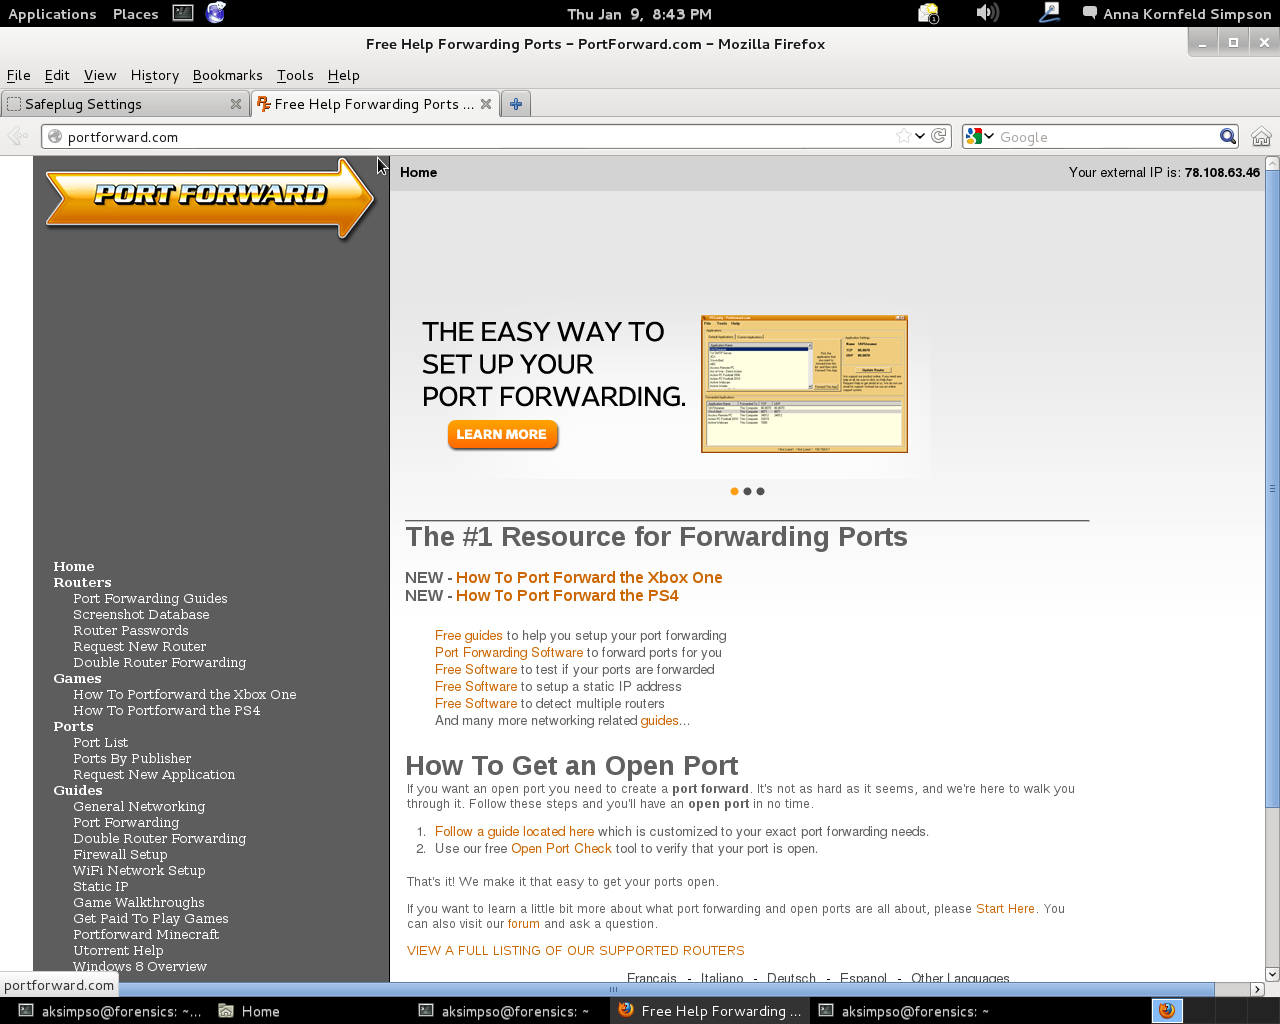 Applications Places Thu Jan 9, 8:43 PM 1 Anna Kornfeld Simpson
Free Help Forwarding Ports – PortForward.com – Mozilla Firefox
File Edit View History Bookmarks Tools Help
Safeplug Settings Free Help Forwarding Ports ...
portforward.com Google
PORT FORWARD
Home
Routers
Port Forwarding Guides
Screenshot Database
Router Passwords
Request New Router
Double Router Forwarding
Games
How To Portforward the Xbox One
How To Portforward the PS4
Ports
Port List
Ports By Publisher
Request New Application
Guides
General Networking
Port Forwarding
Double Router Forwarding
Firewall Setup
WiFi Network Setup
Static IP
Game Walkthroughs
Get Paid To Play Games
Portforward Minecraft
Utorrent Help
Windows 8 Overview
Home Your external IP is: 78.108.63.46
THE EASY WAY TO
SET UP YOUR
PORT FORWARDING.
LEARN MORE
The #1 Resource for Forwarding Ports
NEW - How To Port Forward the Xbox One
NEW - How To Port Forward the PS4
Free guides to help you setup your port forwarding
Port Forwarding Software to forward ports for you
Free Software to test if your ports are forwarded
Free Software to setup a static IP address
Free Software to detect multiple routers
And many more networking related guides...
How To Get an Open Port
If you want an open port you need to create a port forward. It's not as hard as it seems, and we're here to walk you
through it. Follow these steps and you'll have an open port in no time.
1. Follow a guide located here which is customized to your exact port forwarding needs.
2. Use our free Open Port Check tool to verify that your port is open.
That's it! We make it that easy to get your ports open.
If you want to learn a little bit more about what port forwarding and open ports are all about, please Start Here. You
can also visit our forum and ask a question.
VIEW A FULL LISTING OF OUR SUPPORTED ROUTERS
Francais - Italiano - Deutsch - Espanol - Other Languages
portforward.com
aksimpso@forensics: ~... Home aksimpso@forensics: ~ Free Help Forwarding ... aksimpso@forensics: ~